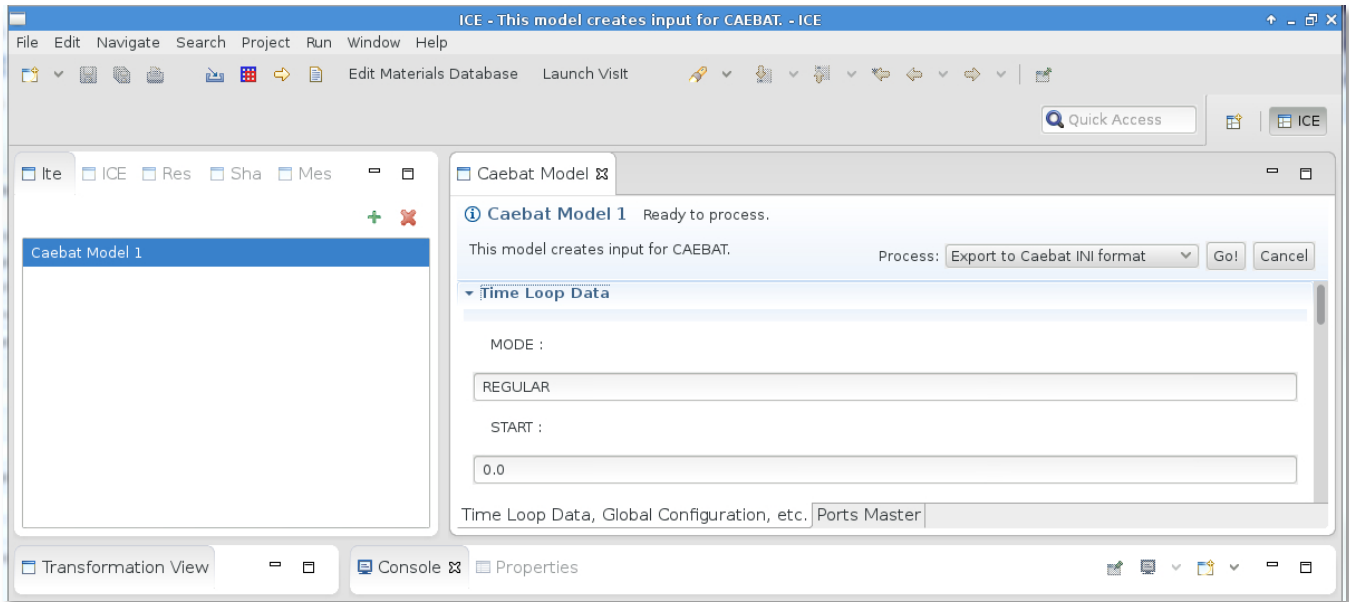 ICE - This model creates input for CAEBAT. - ICE
File Edit Navigate Search Project Run Window Help
Edit Materials Database Launch VisIt
Quick Access ICE
Ite ICE Res Sha Mes
Caebat Model 1
Caebat Model
Caebat Model 1 Ready to process.
This model creates input for CAEBAT. Process: Export to Caebat INI format Go! Cancel
Time Loop Data
MODE :
REGULAR
START :
0.0
Time Loop Data, Global Configuration, etc. Ports Master
Transformation View
Console Properties